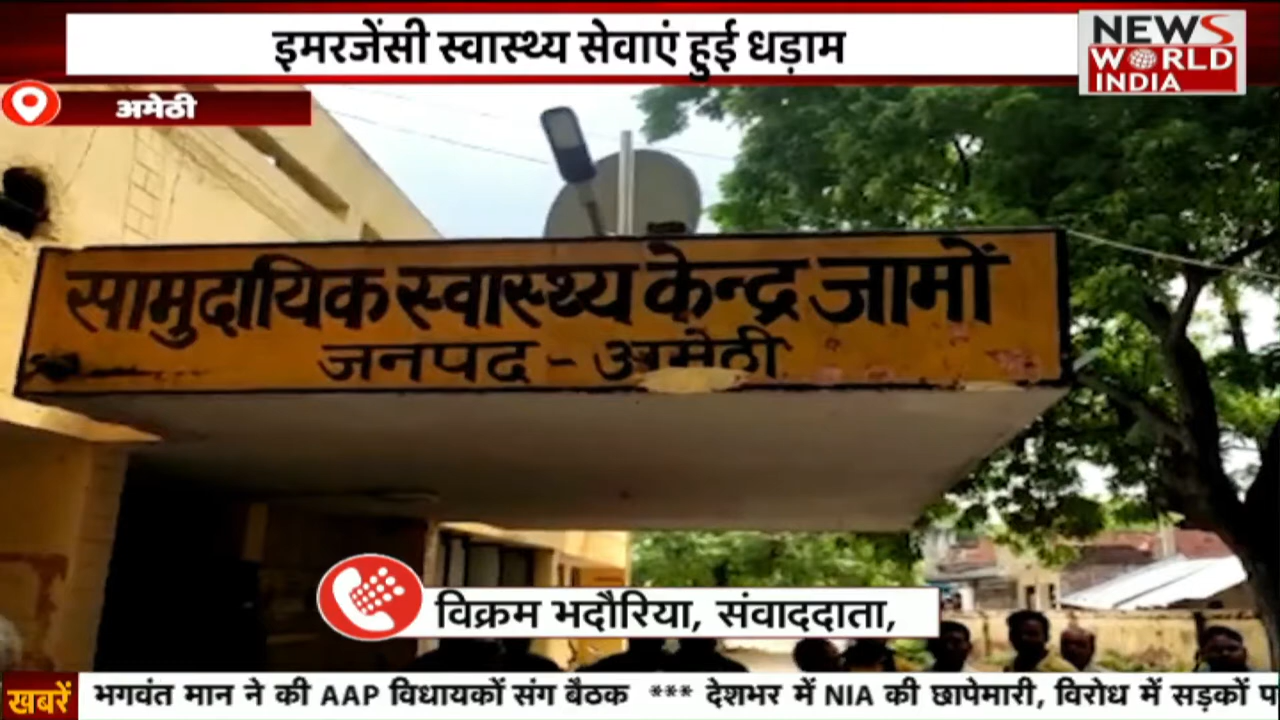 इमरजेंसी स्वास्थ्य सेवाएं हुई धड़ाम
NEWS
WORLD
INDIA
अमेठी
सामुदायिक स्वास्थ्य केन्द्र जामों
जनपद - अमेठी
विक्रम भदौरिया, संवाददाता,
खबरें
भगवंत मान ने की AAP विधायकों संग बैठक *** देशभर में NIA की छापेमारी, विरोध में सड़कों